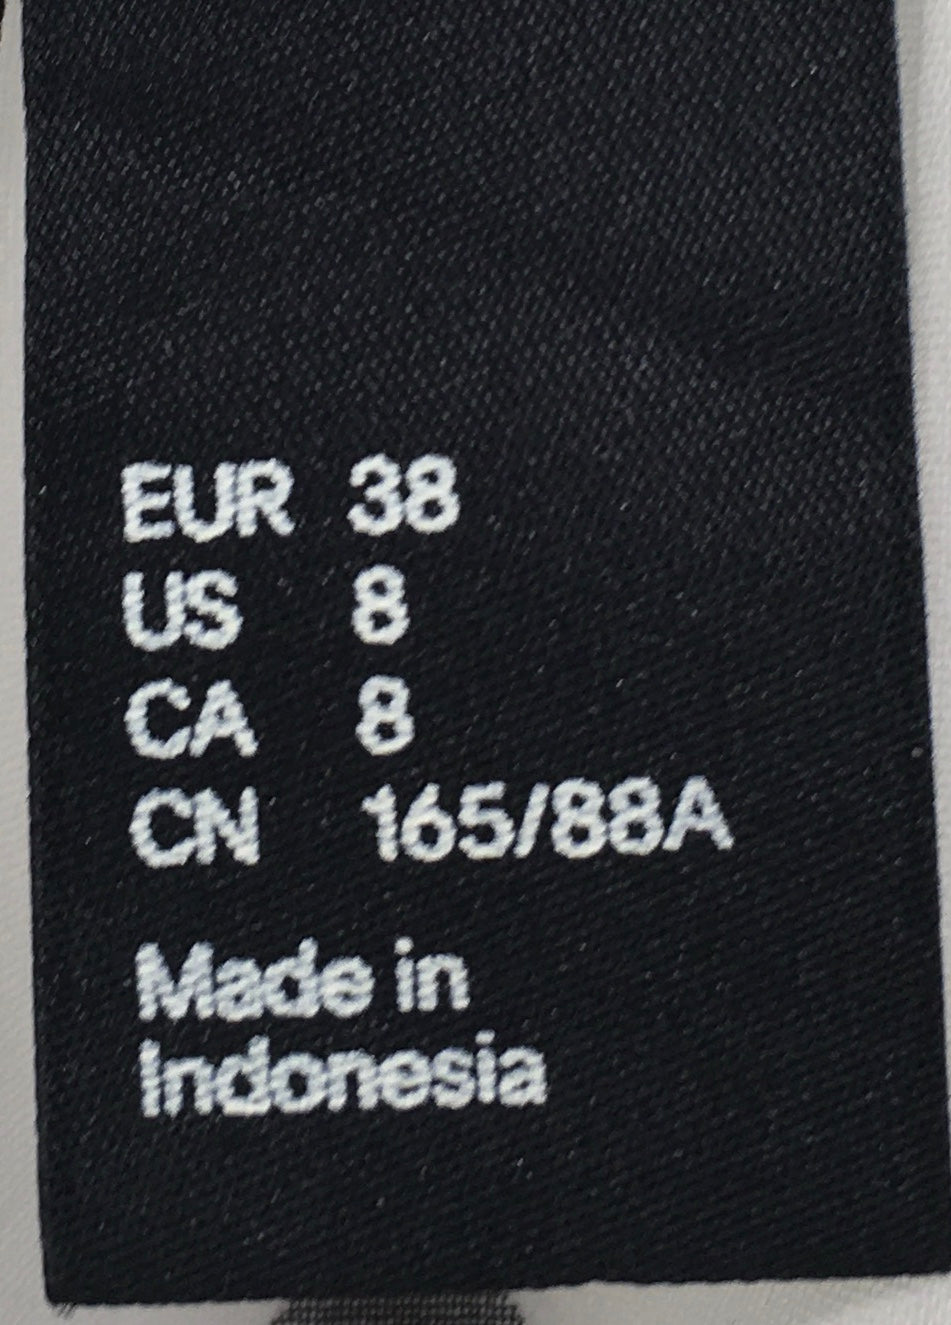 EUR 38
US 8
CA 8
CN 165/88A
Made in
Indonesia